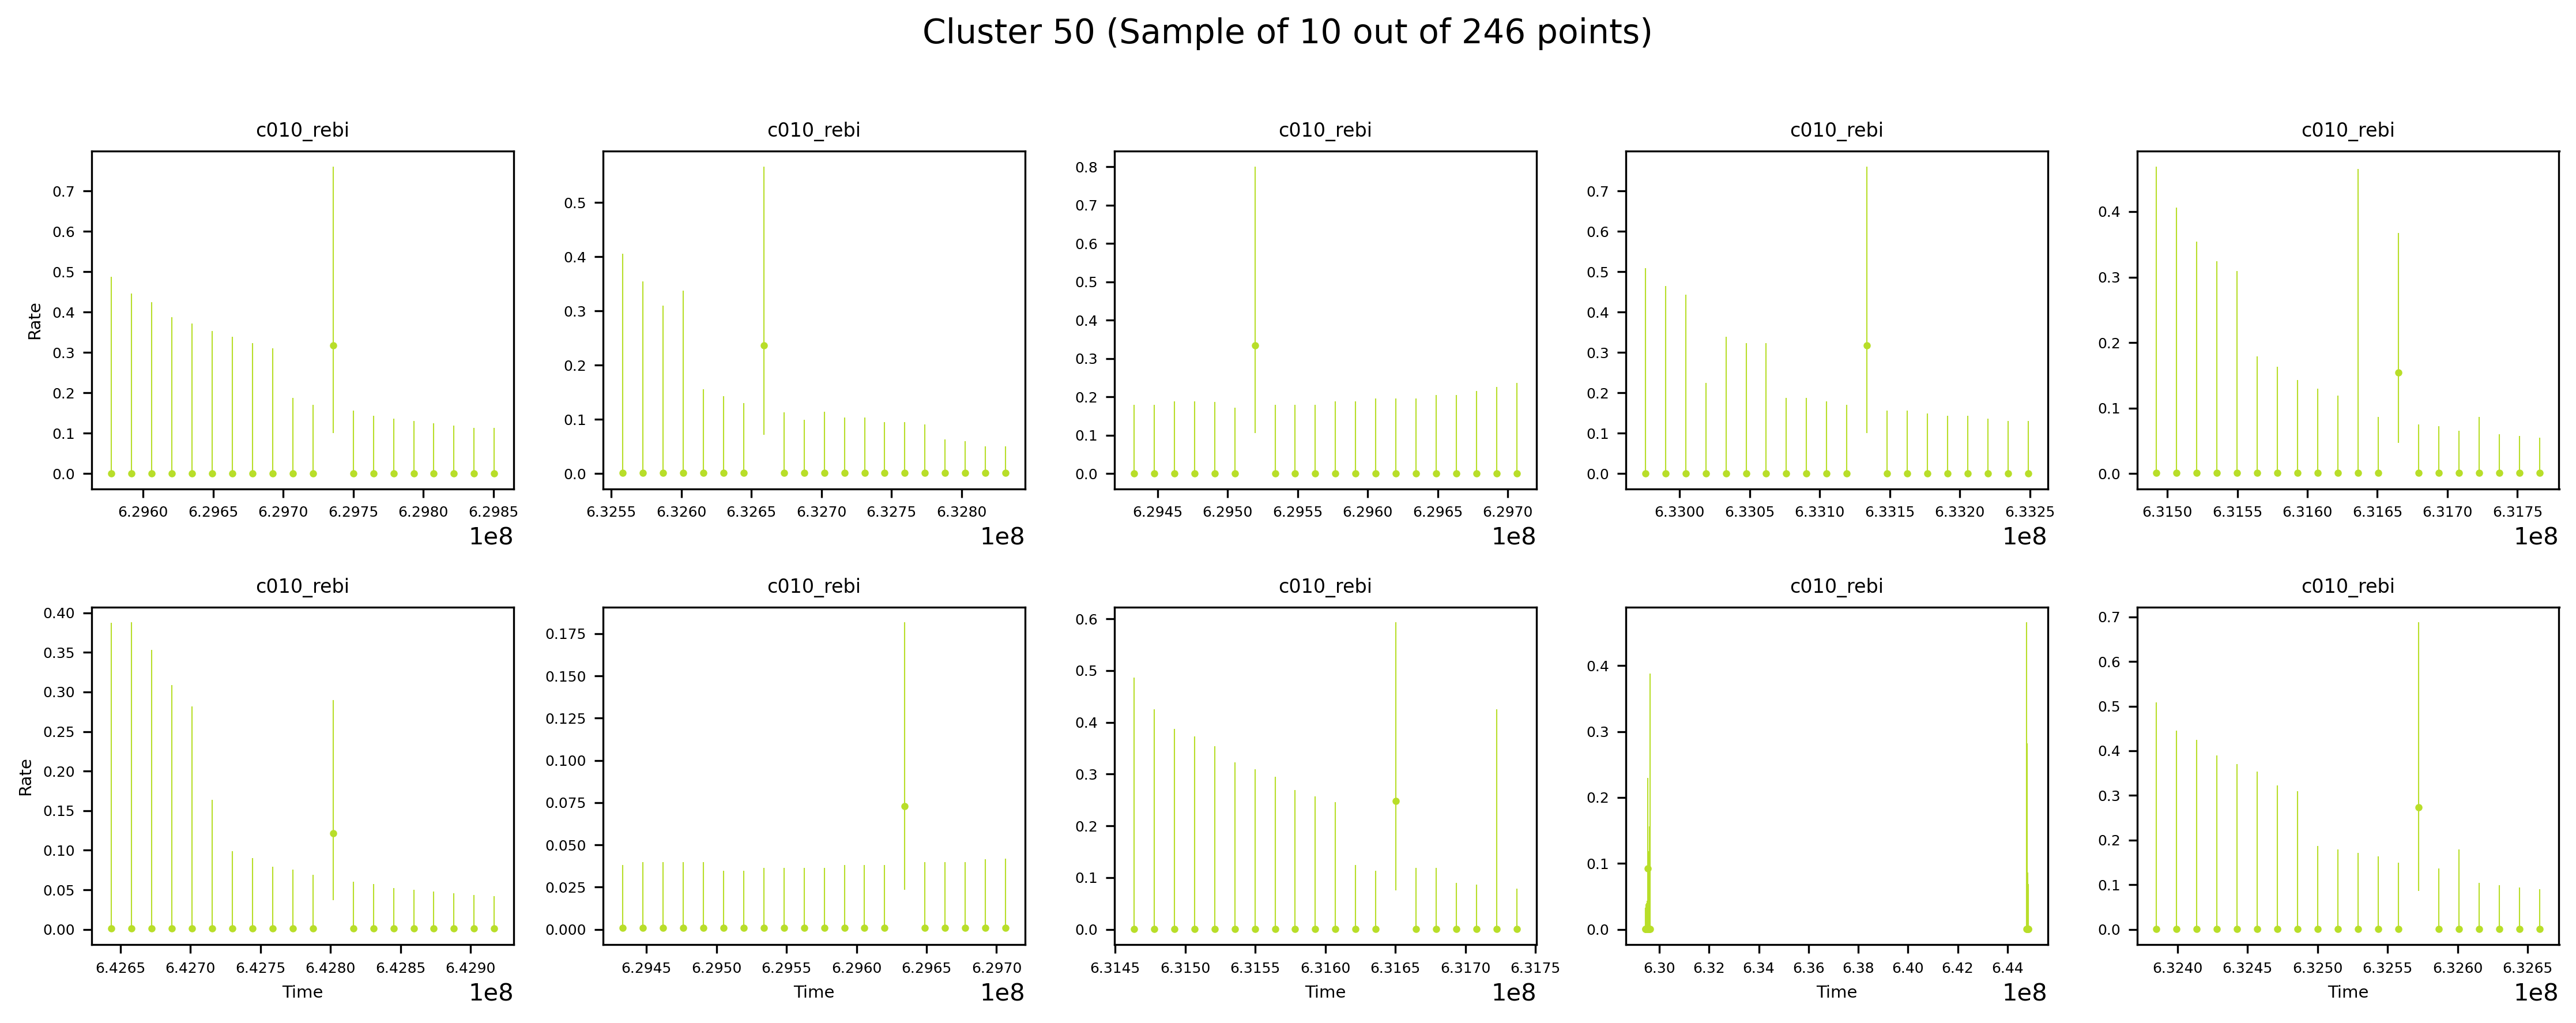 Cluster 50 (Sample of 10 out of 246 points)
c010_rebi c010_rebi c010_rebi c010_rebi c010_rebi
Rate
0.7
0.6
0.5
0.4
0.3
0.2
0.1
0.0
6.2960 6.2965 6.2970 6.2975 6.2980 6.2985
1e8
0.5
0.4
0.3
0.2
0.1
0.0
6.3255 6.3260 6.3265 6.3270 6.3275 6.3280
1e8
0.8
0.7
0.6
0.5
0.4
0.3
0.2
0.1
0.0
6.2945 6.2950 6.2955 6.2960 6.2965 6.2970
1e8
0.7
0.6
0.5
0.4
0.3
0.2
0.1
0.0
6.3300 6.3305 6.3310 6.3315 6.3320 6.3325
1e8
0.4
0.3
0.2
0.1
0.0
6.3150 6.3155 6.3160 6.3165 6.3170 6.3175
1e8
c010_rebi c010_rebi c010_rebi c010_rebi c010_rebi
Rate
0.40
0.35
0.30
0.25
0.20
0.15
0.10
0.05
0.00
6.4265 6.4270 6.4275 6.4280 6.4285 6.4290
Time 1e8
0.175
0.150
0.125
0.100
0.075
0.050
0.025
0.000
6.2945 6.2950 6.2955 6.2960 6.2965 6.2970
Time 1e8
0.6
0.5
0.4
0.3
0.2
0.1
0.0
6.3145 6.3150 6.3155 6.3160 6.3165 6.3170 6.3175
Time 1e8
0.4
0.3
0.2
0.1
0.0
6.30 6.32 6.34 6.36 6.38 6.40 6.42 6.44
Time 1e8
0.7
0.6
0.5
0.4
0.3
0.2
0.1
0.0
6.3240 6.3245 6.3250 6.3255 6.3260 6.3265
Time 1e8